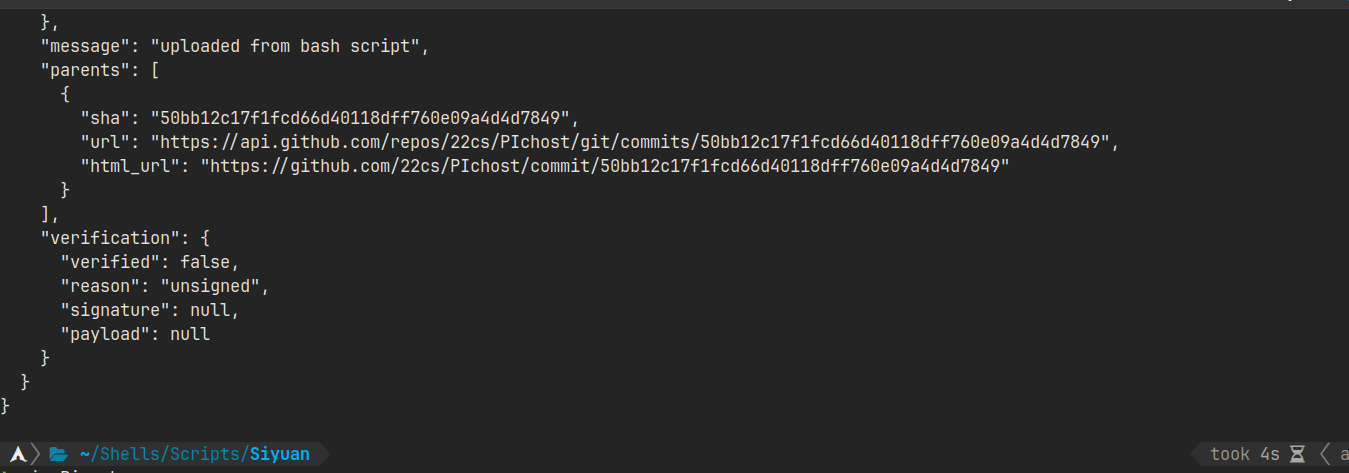 },
"message": "uploaded from bash script",
"parents": [
{
"sha": "50bb12c17f1fcd66d40118dff760e09a4d4d7849",
"url": "https://api.github.com/repos/22cs/PIchost/git/commits/50bb12c17f1fcd66d40118dff760e09a4d4d7849",
"html_url": "https://github.com/22cs/PIchost/commit/50bb12c17f1fcd66d40118dff760e09a4d4d7849"
}
],
"verification": {
"verified": false,
"reason": "unsigned",
"signature": null,
"payload": null
}
}
}
~/Shells/Scripts/Siyuan took 4s